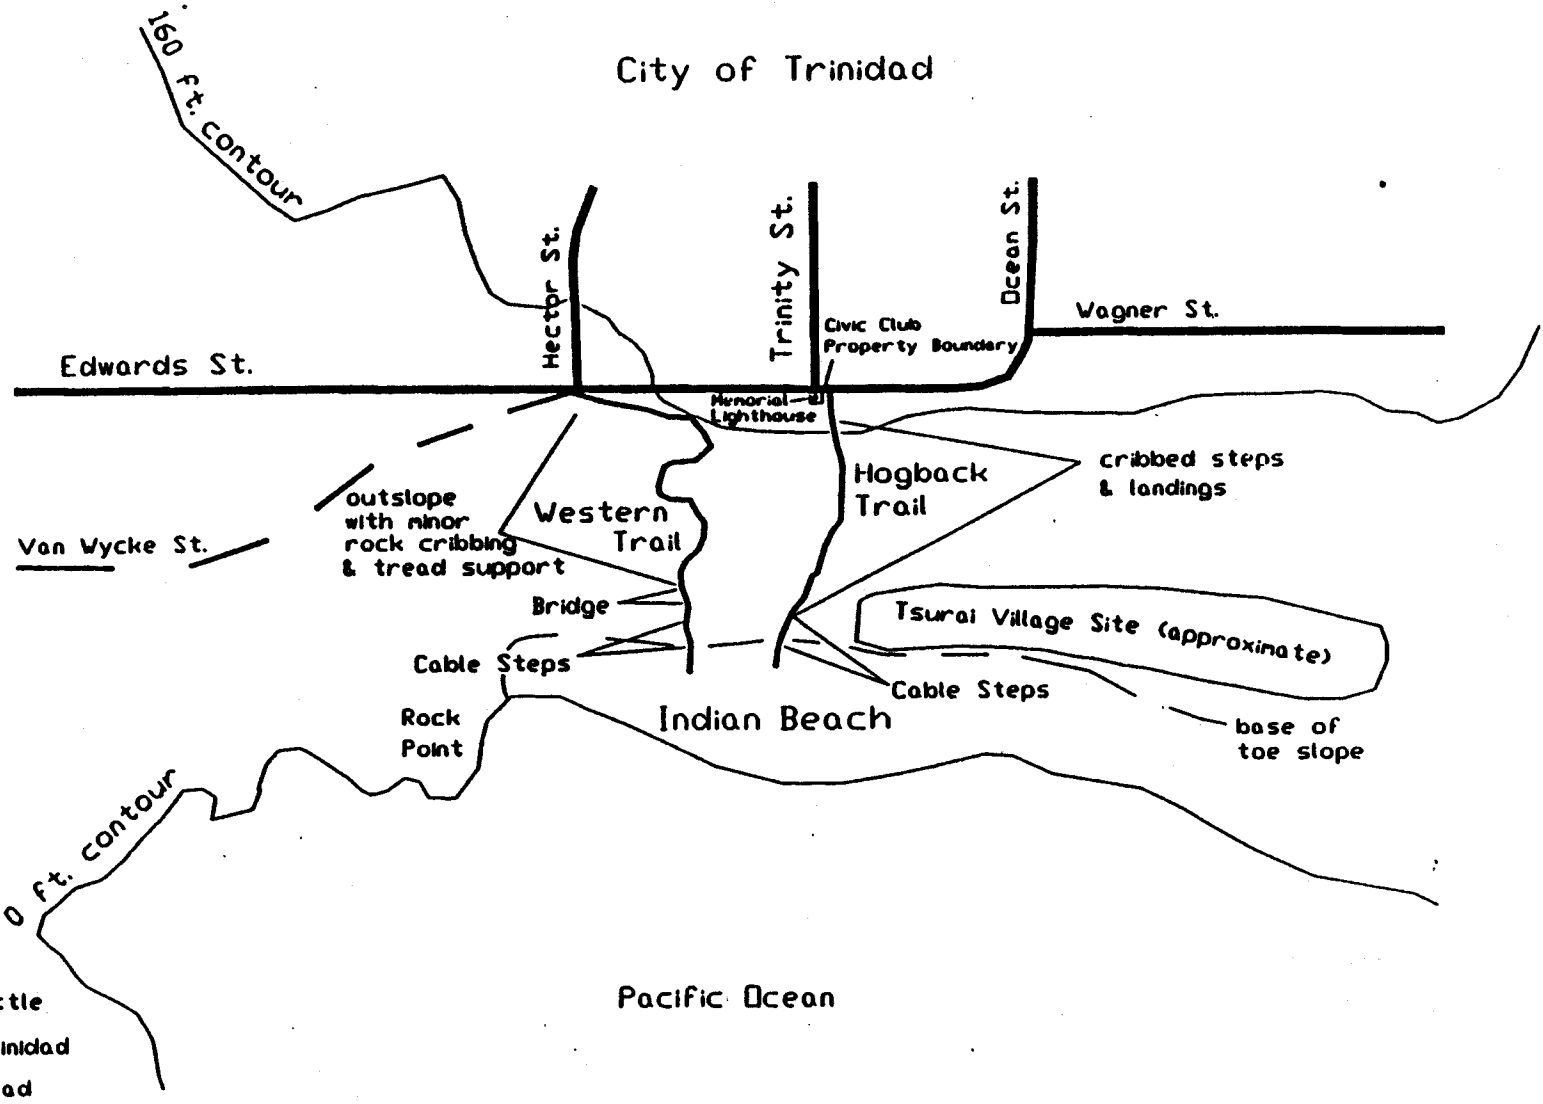 160 ft. contour
City of Trinidad
Hector St.
Trinity St.
Ocean St.
Wagner St.
Civic Club
Property Boundary
Edwards St.
Memorial
Lighthouse
cribbed steps
& landings
Hogback
Trail
outslope
with minor
rock cribbing
& tread support
Western
Trail
Van Wycke St.
Bridge
Tsurai Village Site (approximate)
Cable Steps
Cable Steps
Rock
Point
Indian Beach
base of
toe slope
0 ft. contour
Pacific Ocean
ctle
inidad
ad